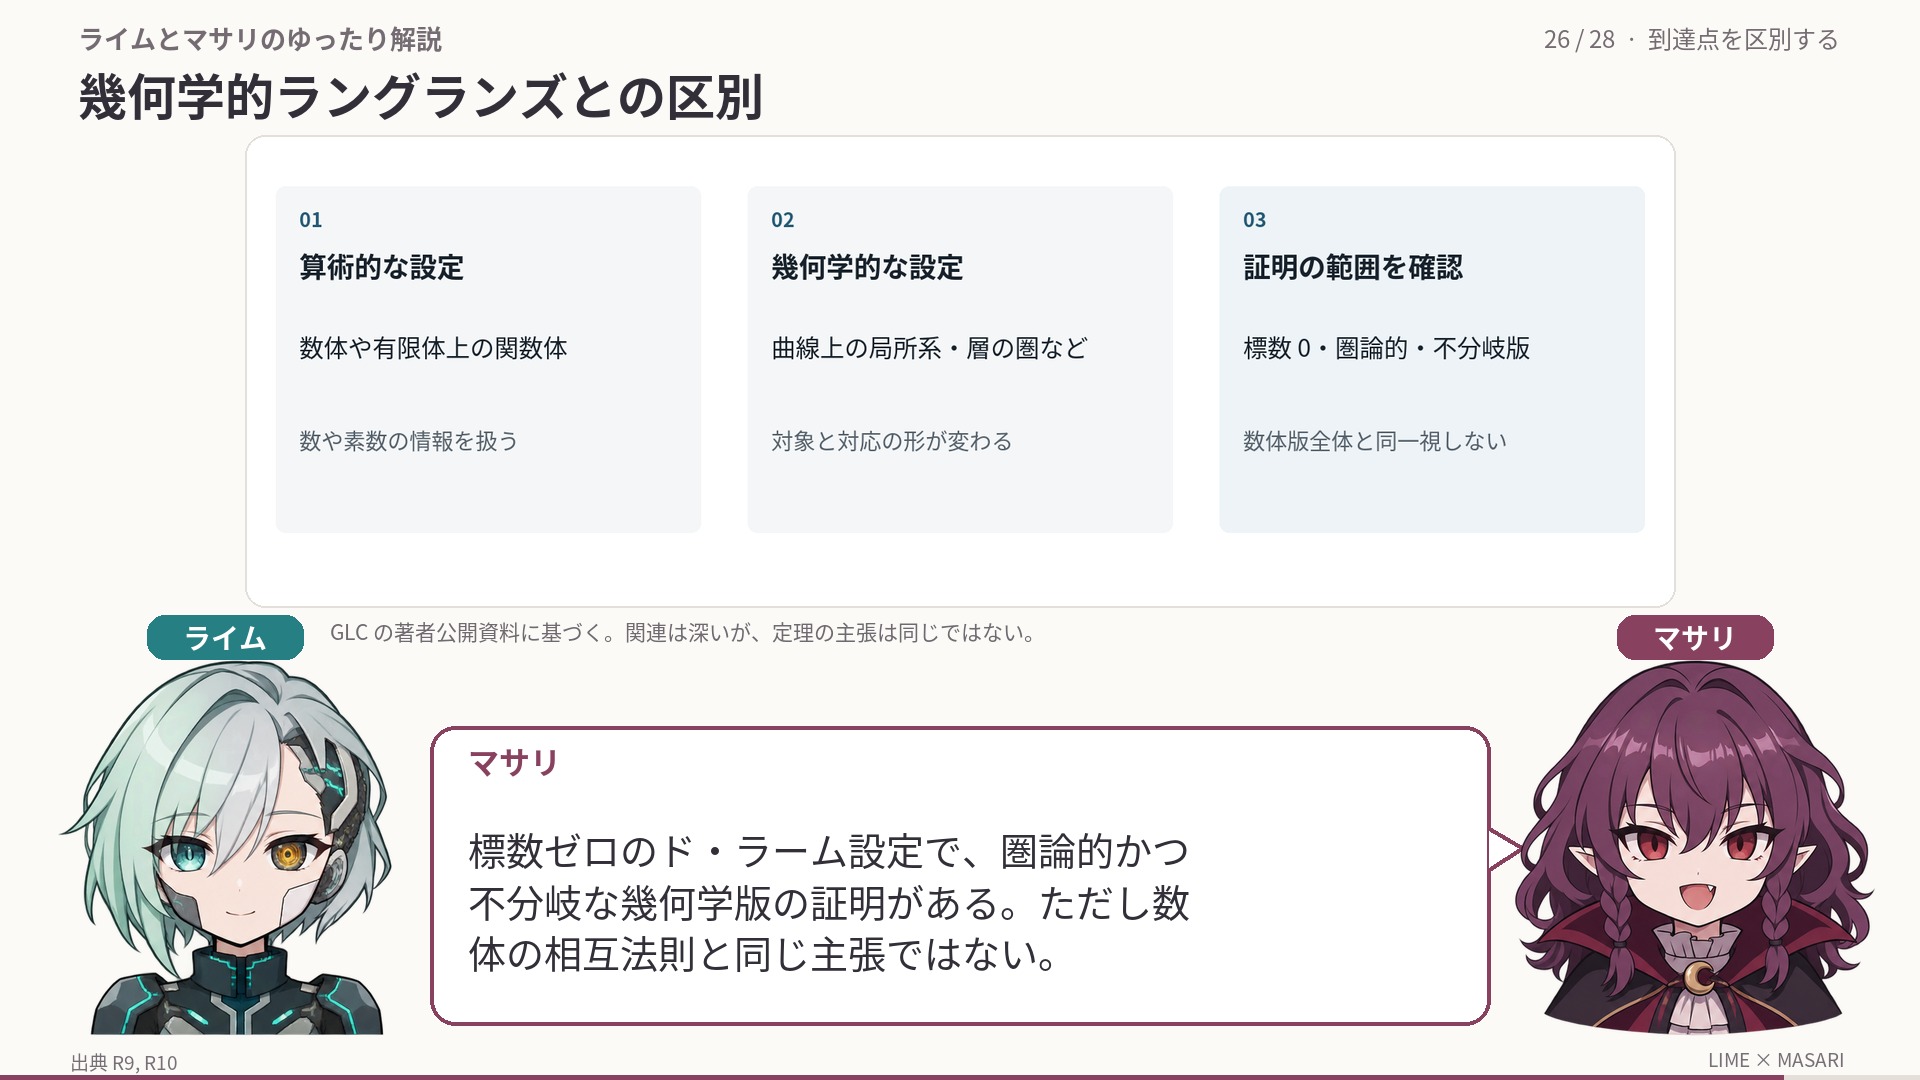 ライムとマサリのゆったり解説
26 / 28 ・ 到達点を区別する
幾何学的ラングランズとの区別
01
算術的な設定
数体や有限体上の関数体
数や素数の情報を扱う
02
幾何学的な設定
曲線上の局所系・層の圏など
対象と対応の形が変わる
03
証明の範囲を確認
標数 0・圏論的・不分岐版
数体版全体と同一視しない
ライム
GLC の著者公開資料に基づく。関連は深いが、定理の主張は同じではない。
マサリ
マサリ
標数ゼロのド・ラーム設定で、圏論的かつ
不分岐な幾何学版の証明がある。ただし数
体の相互法則と同じ主張ではない。
出典 R9, R10
LIME × MASARI